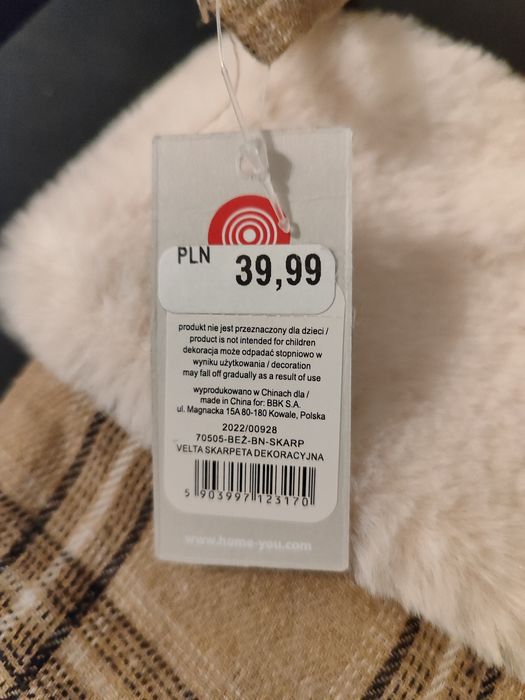 PLN 39,99
produkt nie jest przeznaczony dla dzieci /
product is not intended for children
dekoracja może odpadać stopniowo w
wyniku użytkowania / decoration
may fall off gradually as a result of use
wyprodukowano w Chinach dla /
made in China for: BBK S.A.
ul. Magnacka 15A 80-180 Kowale, Polska
2022/00928
70505-BEŻ-BN-SKARP
VELTA SKARPETA DEKORACYJNA
5 903997 123170
www.home-you.com